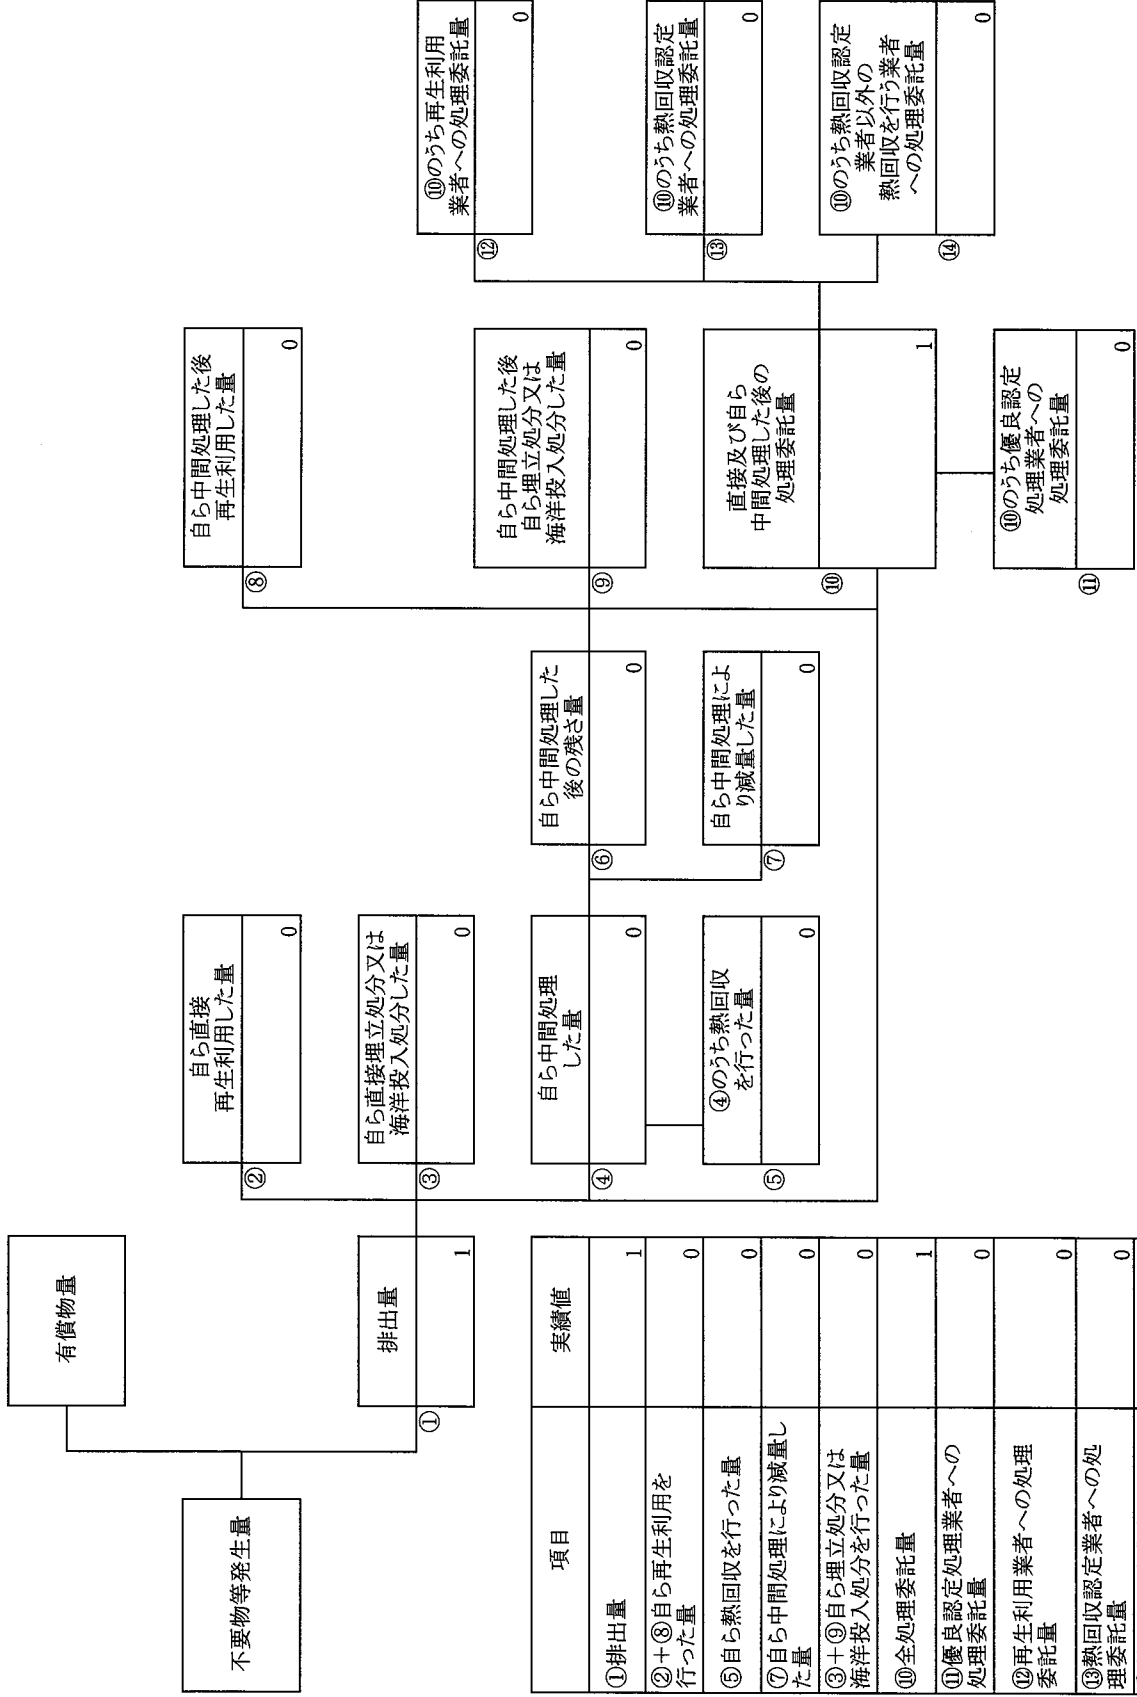 不要物等発生量
有償物量
①
排出量
1
②
自ら直接
再生利用した量
0
③
自ら直接埋立処分又は
海洋投入処分した量
0
④
自ら中間処理
した量
0
⑤
④のうち熱回収
を行った量
0
⑥
自ら中間処理した
後の残さ量
0
⑦
自ら中間処理によ
り減量した量
0
⑧
自ら中間処理した後
再生利用した量
0
⑨
自ら中間処理した後
自ら埋立処分又は
海洋投入処分した量
0
⑩
直接及び自ら
中間処理した後の
処理委託量
1
⑪
⑩のうち優良認定
処理業者への
処理委託量
0
⑫
⑩のうち再生利用
業者への処理委託量
0
⑬
⑩のうち熱回収認定
業者への処理委託量
0
⑭
⑩のうち熱回収認定
業者以外の
熱回収を行う業者
への処理委託量
0
項目
実績値
①排出量
1
②＋⑧自ら再生利用を
行った量
0
⑤自ら熱回収を行った量
0
⑦自ら中間処理により減量し
た量
0
③＋⑨自ら埋立処分又は
海洋投入処分を行った量
0
⑩全処理委託量
1
⑪優良認定処理業者への
処理委託量
0
⑫再生利用業者への処理
委託量
0
⑬熱回収認定業者への処
理委託量
0